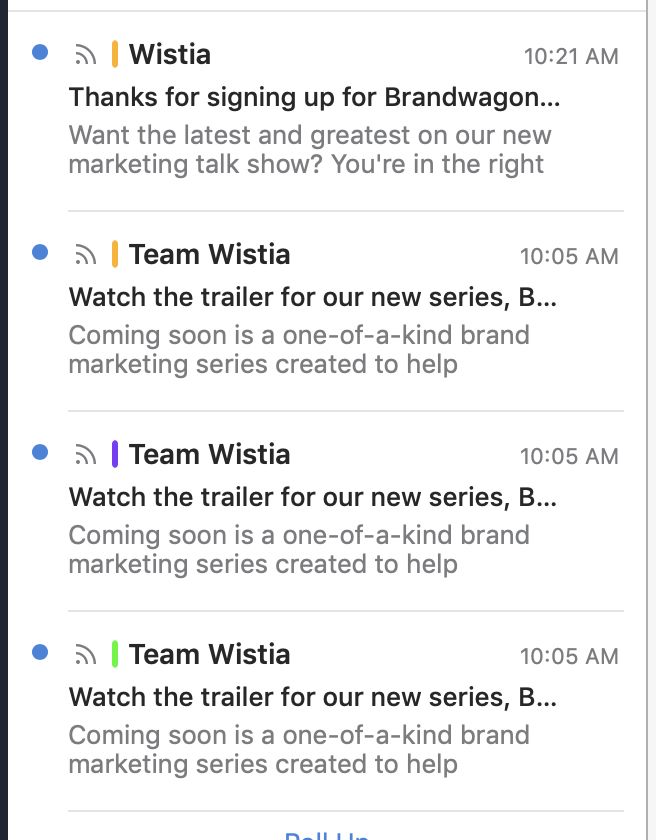 Wistia 10:21 AM
Thanks for signing up for Brandwagon...
Want the latest and greatest on our new
marketing talk show? You're in the right
Team Wistia 10:05 AM
Watch the trailer for our new series, B...
Coming soon is a one-of-a-kind brand
marketing series created to help
Team Wistia 10:05 AM
Watch the trailer for our new series, B...
Coming soon is a one-of-a-kind brand
marketing series created to help
Team Wistia 10:05 AM
Watch the trailer for our new series, B...
Coming soon is a one-of-a-kind brand
marketing series created to help